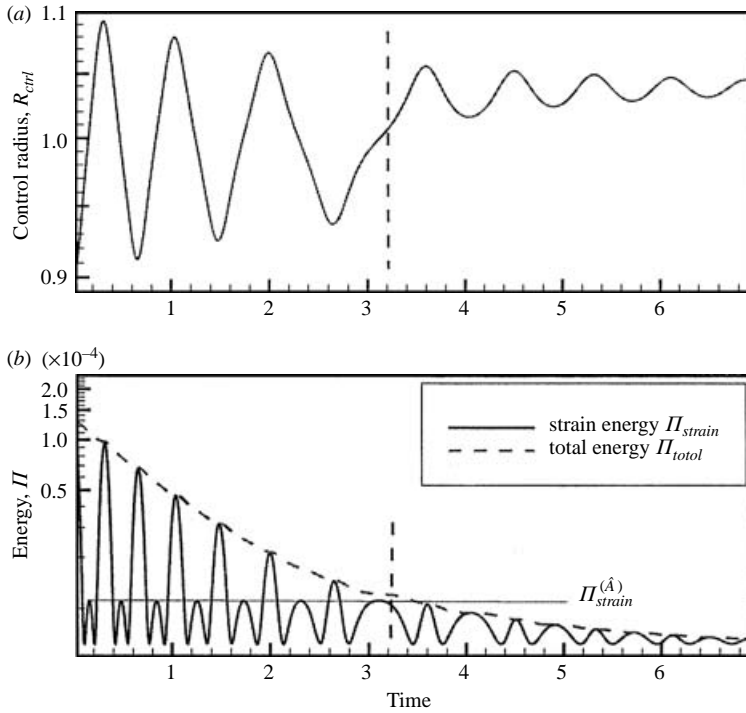 (a)
1.1
1.0
0.9
Control radius, R_ctrl
1 2 3 4 5 6
(b) (×10–4)
2.0
1.5
1.0
0.5
Energy, Π
strain energy Π_strain
total energy Π_totol
Π_strain^(Â)
1 2 3 4 5 6
Time